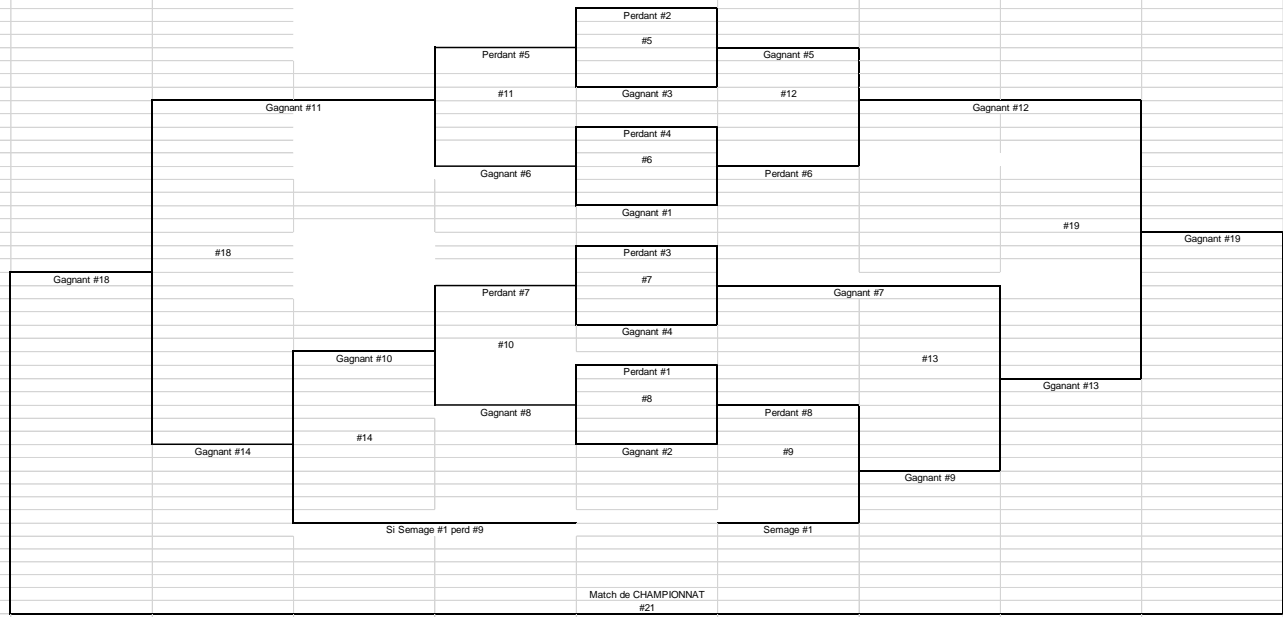 Perdant #2
#5
Perdant #5
Gagnant #5
#11
Gagnant #3
#12
Gagnant #11
Gagnant #12
Perdant #4
#6
Gagnant #6
Perdant #6
Gagnant #1
#19
Gagnant #19
#18
Perdant #3
Gagnant #18
#7
Perdant #7
Gagnant #7
Gagnant #4
#10
Gagnant #10
#13
Perdant #1
Gganant #13
#8
Gagnant #8
Perdant #8
#14
Gagnant #14
Gagnant #2
#9
Gagnant #9
Si Semage #1 perd #9
Semage #1
Match de CHAMPIONNAT
#21